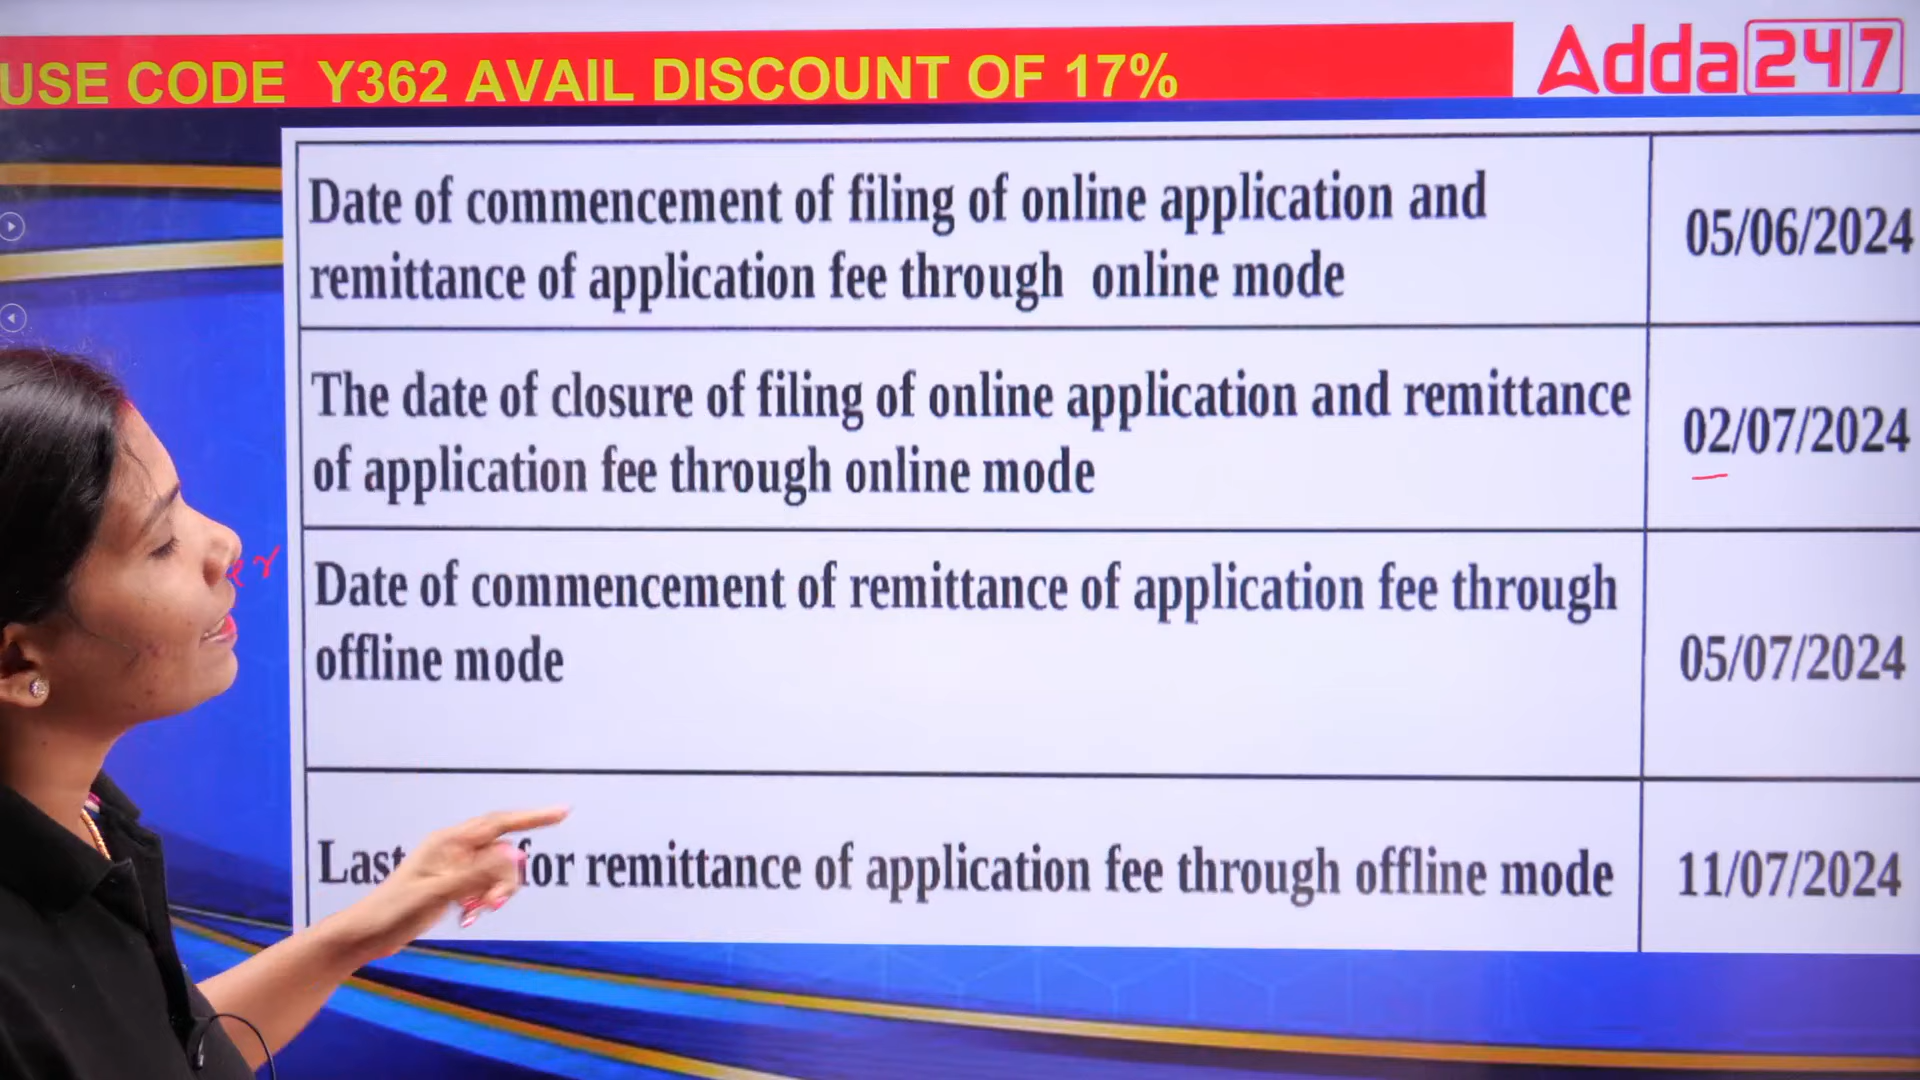 USE CODE Y362 AVAIL DISCOUNT OF 17%
Adda247
Date of commencement of filing of online application and
remittance of application fee through online mode
05/06/2024
The date of closure of filing of online application and remittance
of application fee through online mode
02/07/2024
Date of commencement of remittance of application fee through
offline mode
05/07/2024
Last for remittance of application fee through offline mode
11/07/2024